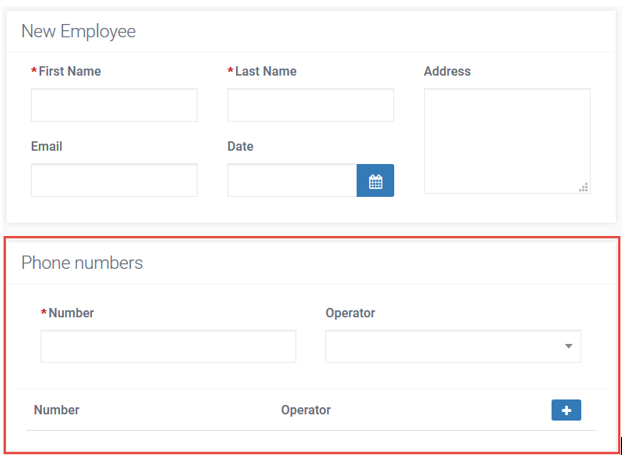 New Employee
*First Name *Last Name Address
Email Date
Phone numbers
*Number Operator
Number Operator